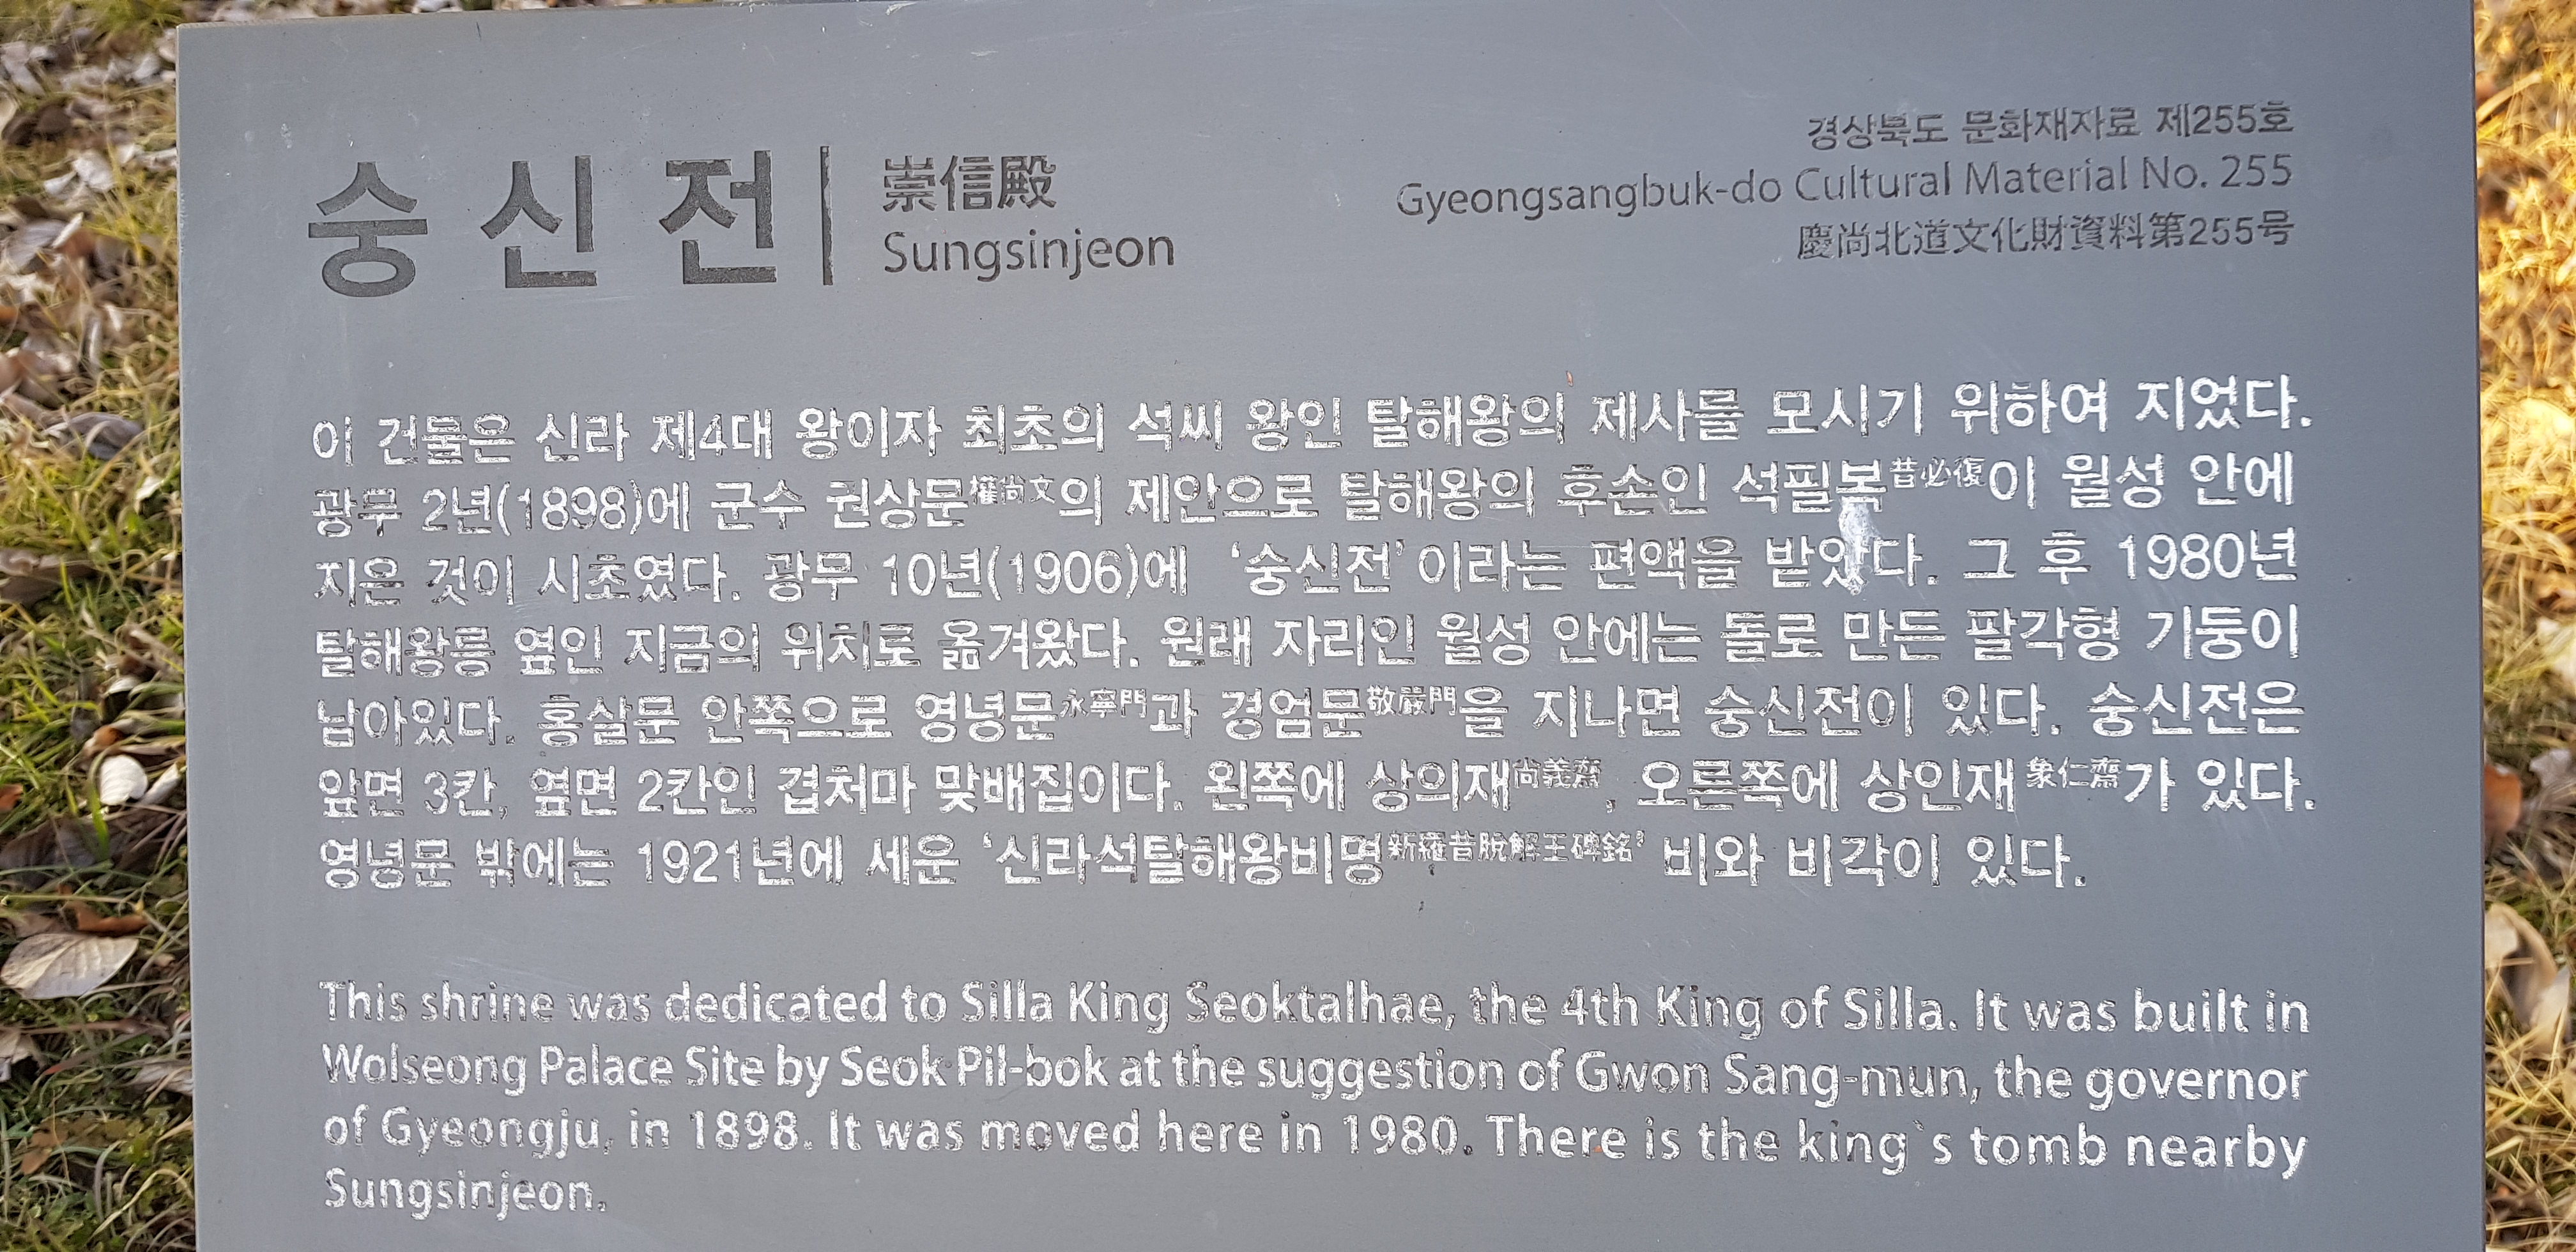 숭신전
崇信殿
Sungsinjeon
경상북도 문화재자료 제255호
Gyeongsangbuk-do Cultural Material No. 255
慶尚北道文化財資料第255号
이 건물은 신라 제4대 왕이자 최초의 석씨 왕인 탈해왕의 제사를 모시기 위하여 지었다.
광무 2년(1898)에 군수 권상문權尙文의 제안으로 탈해왕의 후손인 석필복昔必復이 월성 안에
지은 것이 시초였다. 광무 10년(1906)에 ‘숭신전’이라는 편액을 받았다. 그 후 1980년
탈해왕릉 옆인 지금의 위치로 옮겨왔다. 원래 자리인 월성 안에는 돌로 만든 팔각형 기둥이
남아있다. 홍살문 안쪽으로 영녕문永寧門과 경엄문敬嚴門을 지나면 숭신전이 있다. 숭신전은
앞면 3칸, 옆면 2칸인 겹처마 맞배집이다. 왼쪽에 상의재尙義齋, 오른쪽에 상인재象仁齋가 있다.
영녕문 밖에는 1921년에 세운 ‘신라석탈해왕비명新羅昔脫解王碑銘’ 비와 비각이 있다.
This shrine was dedicated to Silla King Seoktalhae, the 4th King of Silla. It was built in
Wolseong Palace Site by Seok Pil-bok at the suggestion of Gwon Sang-mun, the governor
of Gyeongju, in 1898. It was moved here in 1980. There is the king`s tomb nearby
Sungsinjeon.